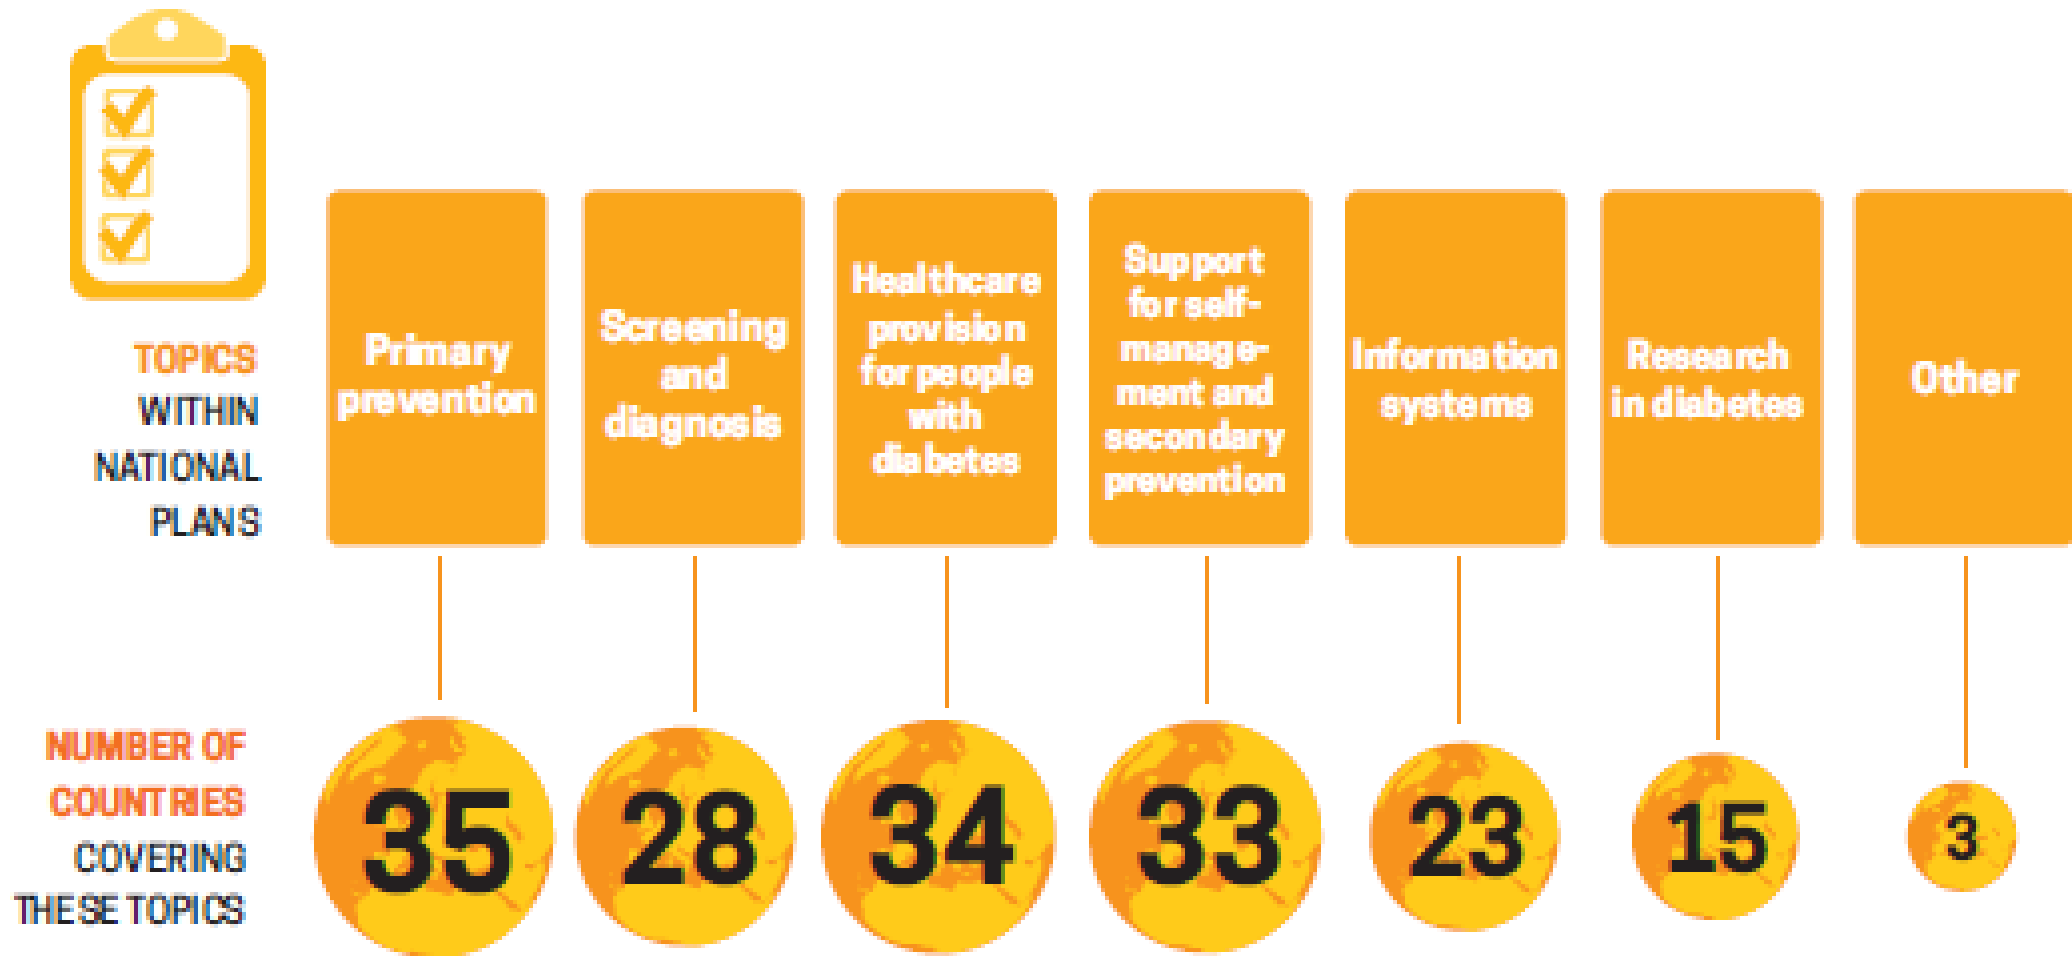 TOPICS
WITHIN
NATIONAL
PLANS
Primary
prevention
Screening
and
diagnosis
Healthcare
provision
for people
with
diabetes
Support
for self-
manage-
ment and
secondary
prevention
Information
systems
Research
in diabetes
Other
NUMBER OF
COUNTRIES
COVERING
THESE TOPICS
35
28
34
33
23
15
3